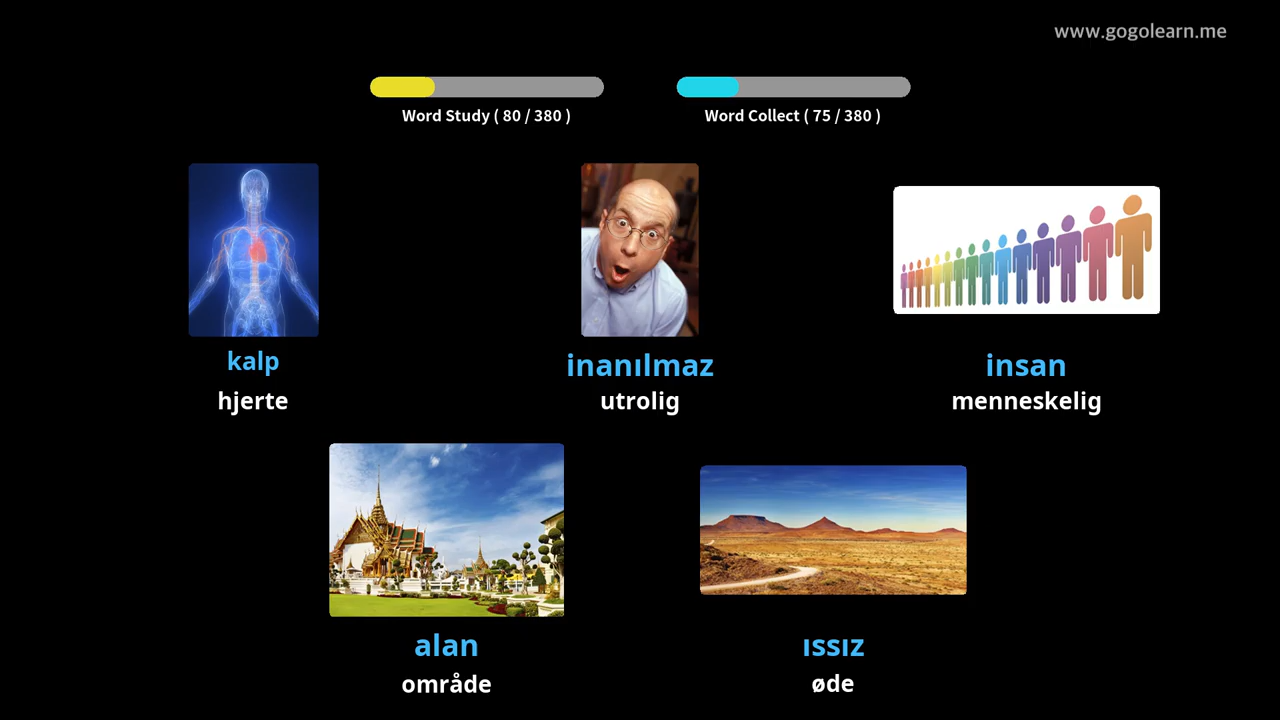 www.gogolearn.me
Word Study ( 80 / 380 )
Word Collect ( 75 / 380 )
kalp
hjerte
inanılmaz
utrolig
insan
menneskelig
alan
område
ıssız
øde